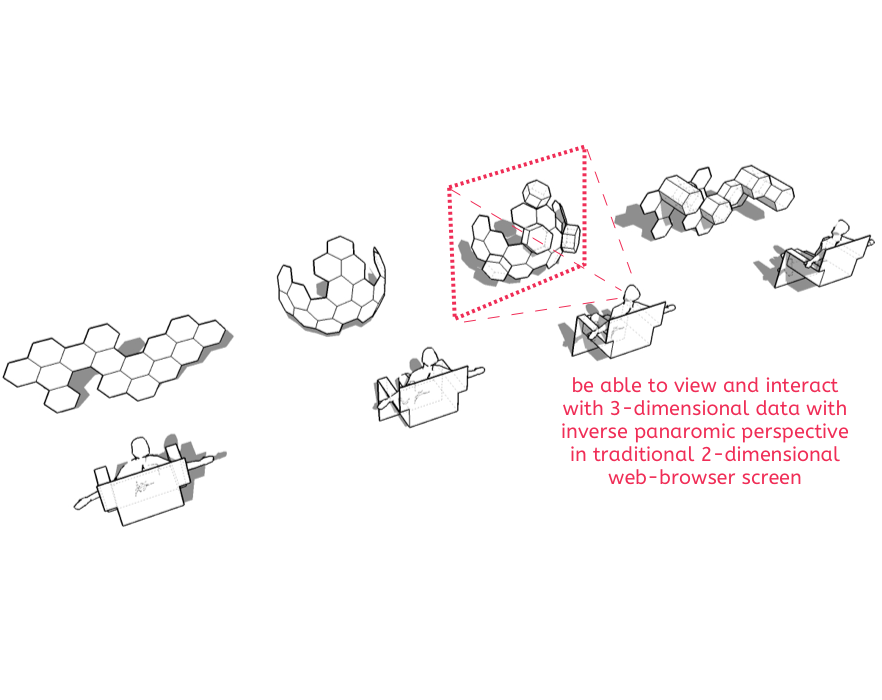 be able to view and interact
with 3-dimensional data with
inverse panaromic perspective
in traditional 2-dimensional
web-browser screen